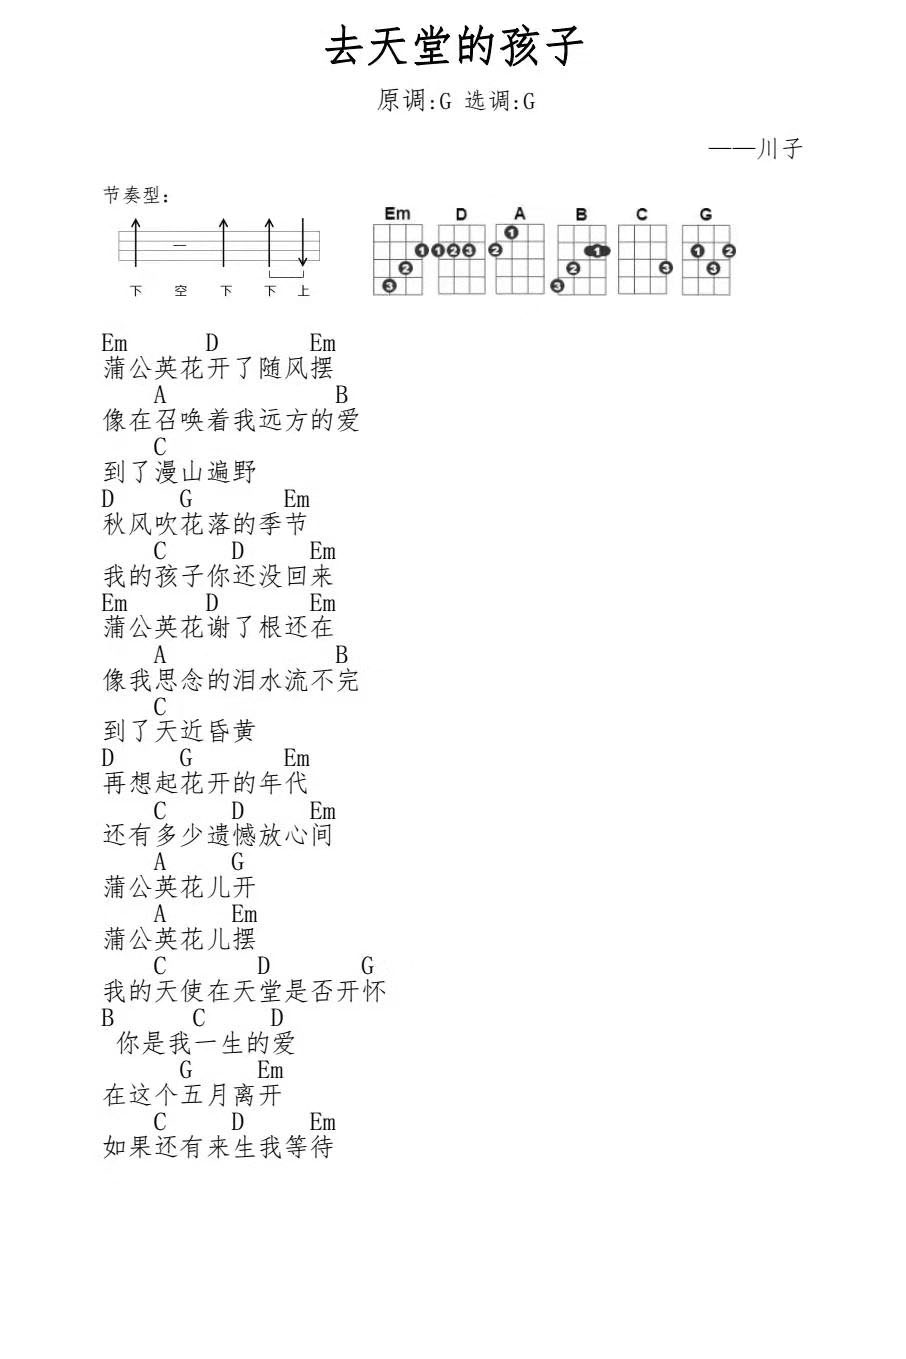 去天堂的孩子
原调:G 选调:G
——川子
节奏型:
Em D A B C G
1 1 2 3 1 2 1 1 2
2 3 2 3 3 3
下 空 下 下 上
Em D Em
蒲公英花开了随风摆
A B
像在召唤着我远方的爱
C
到了漫山遍野
D G Em
秋风吹花落的季节
C D Em
我的孩子你还没回来
Em D Em
蒲公英花谢了根还在
A B
像我思念的泪水流不完
C
到了天近昏黄
D G Em
再想起花开的年代
C D Em
还有多少遗憾放心间
A G
蒲公英花儿开
A Em
蒲公英花儿摆
C D G
我的天使在天堂是否开怀
B C D
你是我一生的爱
G Em
在这个五月离开
C D Em
如果还有来生我等待